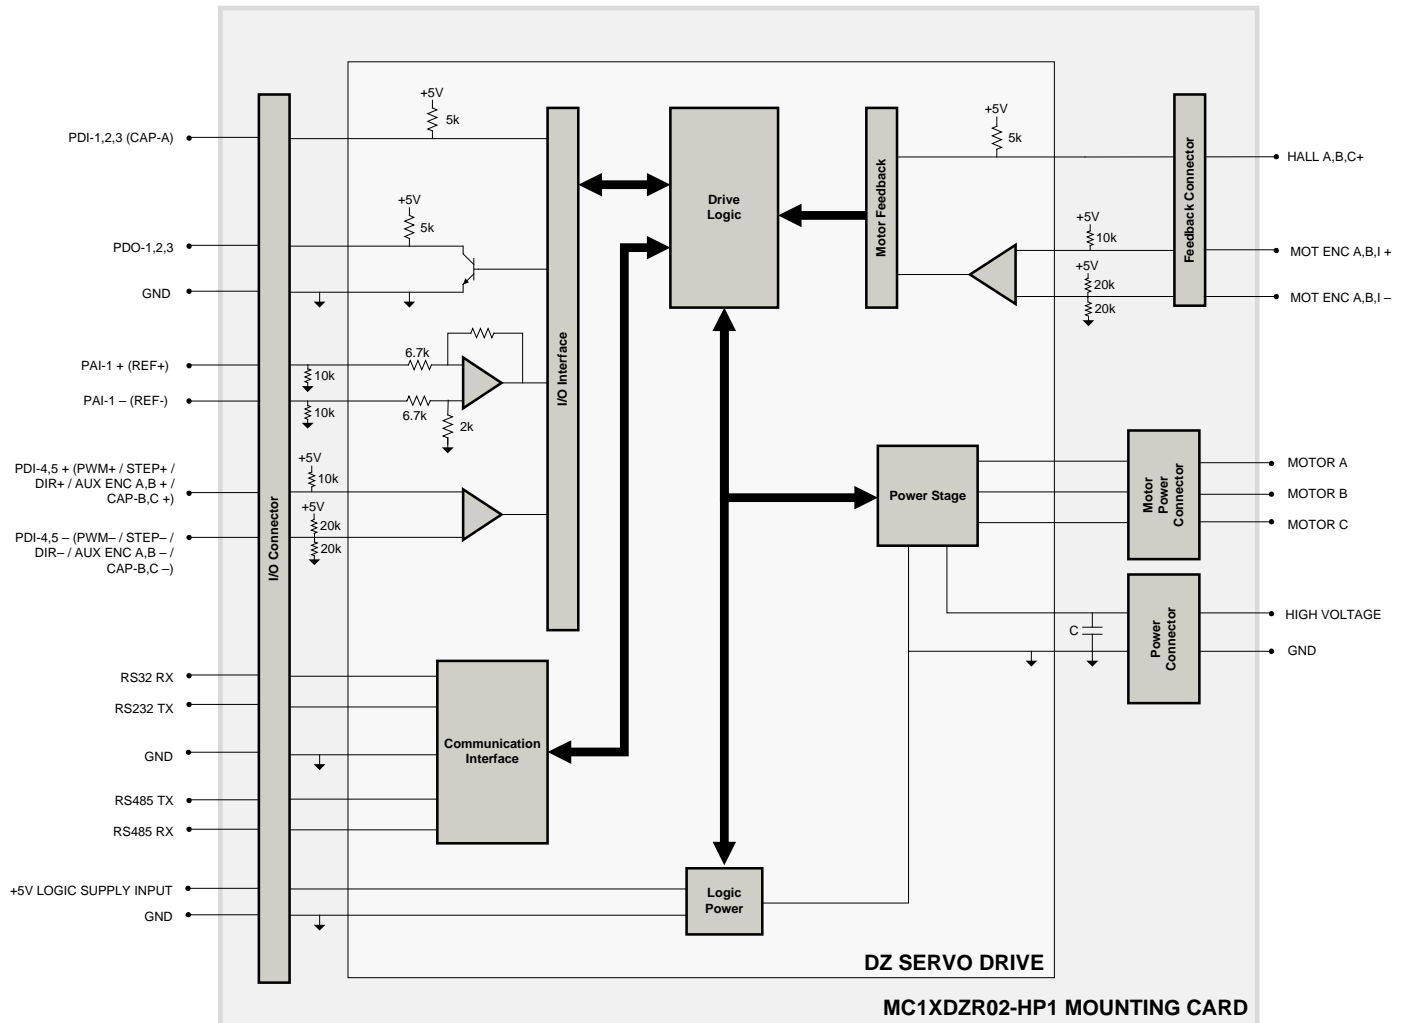 +5V
5k
PDI-1,2,3 (CAP-A)
+5V
5k
PDO-1,2,3
GND
PAI-1 + (REF+)
10k
6.7k
PAI-1 – (REF-)
10k
6.7k
2k
PDI-4,5 + (PWM+ / STEP+ /
DIR+ / AUX ENC A,B + /
CAP-B,C +)
+5V
10k
+5V
20k
20k
PDI-4,5 – (PWM– / STEP– /
DIR– / AUX ENC A,B – /
CAP-B,C –)
I/O Connector
I/O Interface
RS32 RX
RS232 TX
GND
RS485 TX
RS485 RX
Communication
Interface
+5V LOGIC SUPPLY INPUT
GND
Logic
Power
Drive
Logic
Motor Feedback
+5V
5k
+5V
10k
+5V
20k
20k
Feedback Connector
HALL A,B,C+
MOT ENC A,B,I +
MOT ENC A,B,I –
Power Stage
Motor
Power
Connector
MOTOR A
MOTOR B
MOTOR C
C
Power
Connector
HIGH VOLTAGE
GND
DZ SERVO DRIVE
MC1XDZR02-HP1 MOUNTING CARD